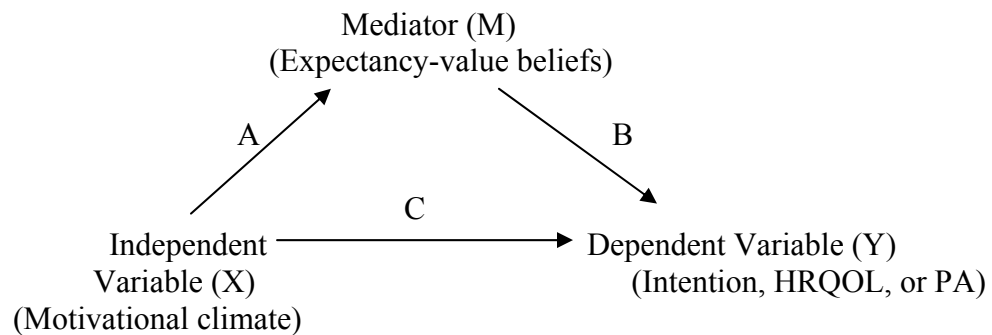 Mediator (M)
(Expectancy-value beliefs)
A
B
C
Independent
Variable (X)
(Motivational climate)
Dependent Variable (Y)
(Intention, HRQOL, or PA)